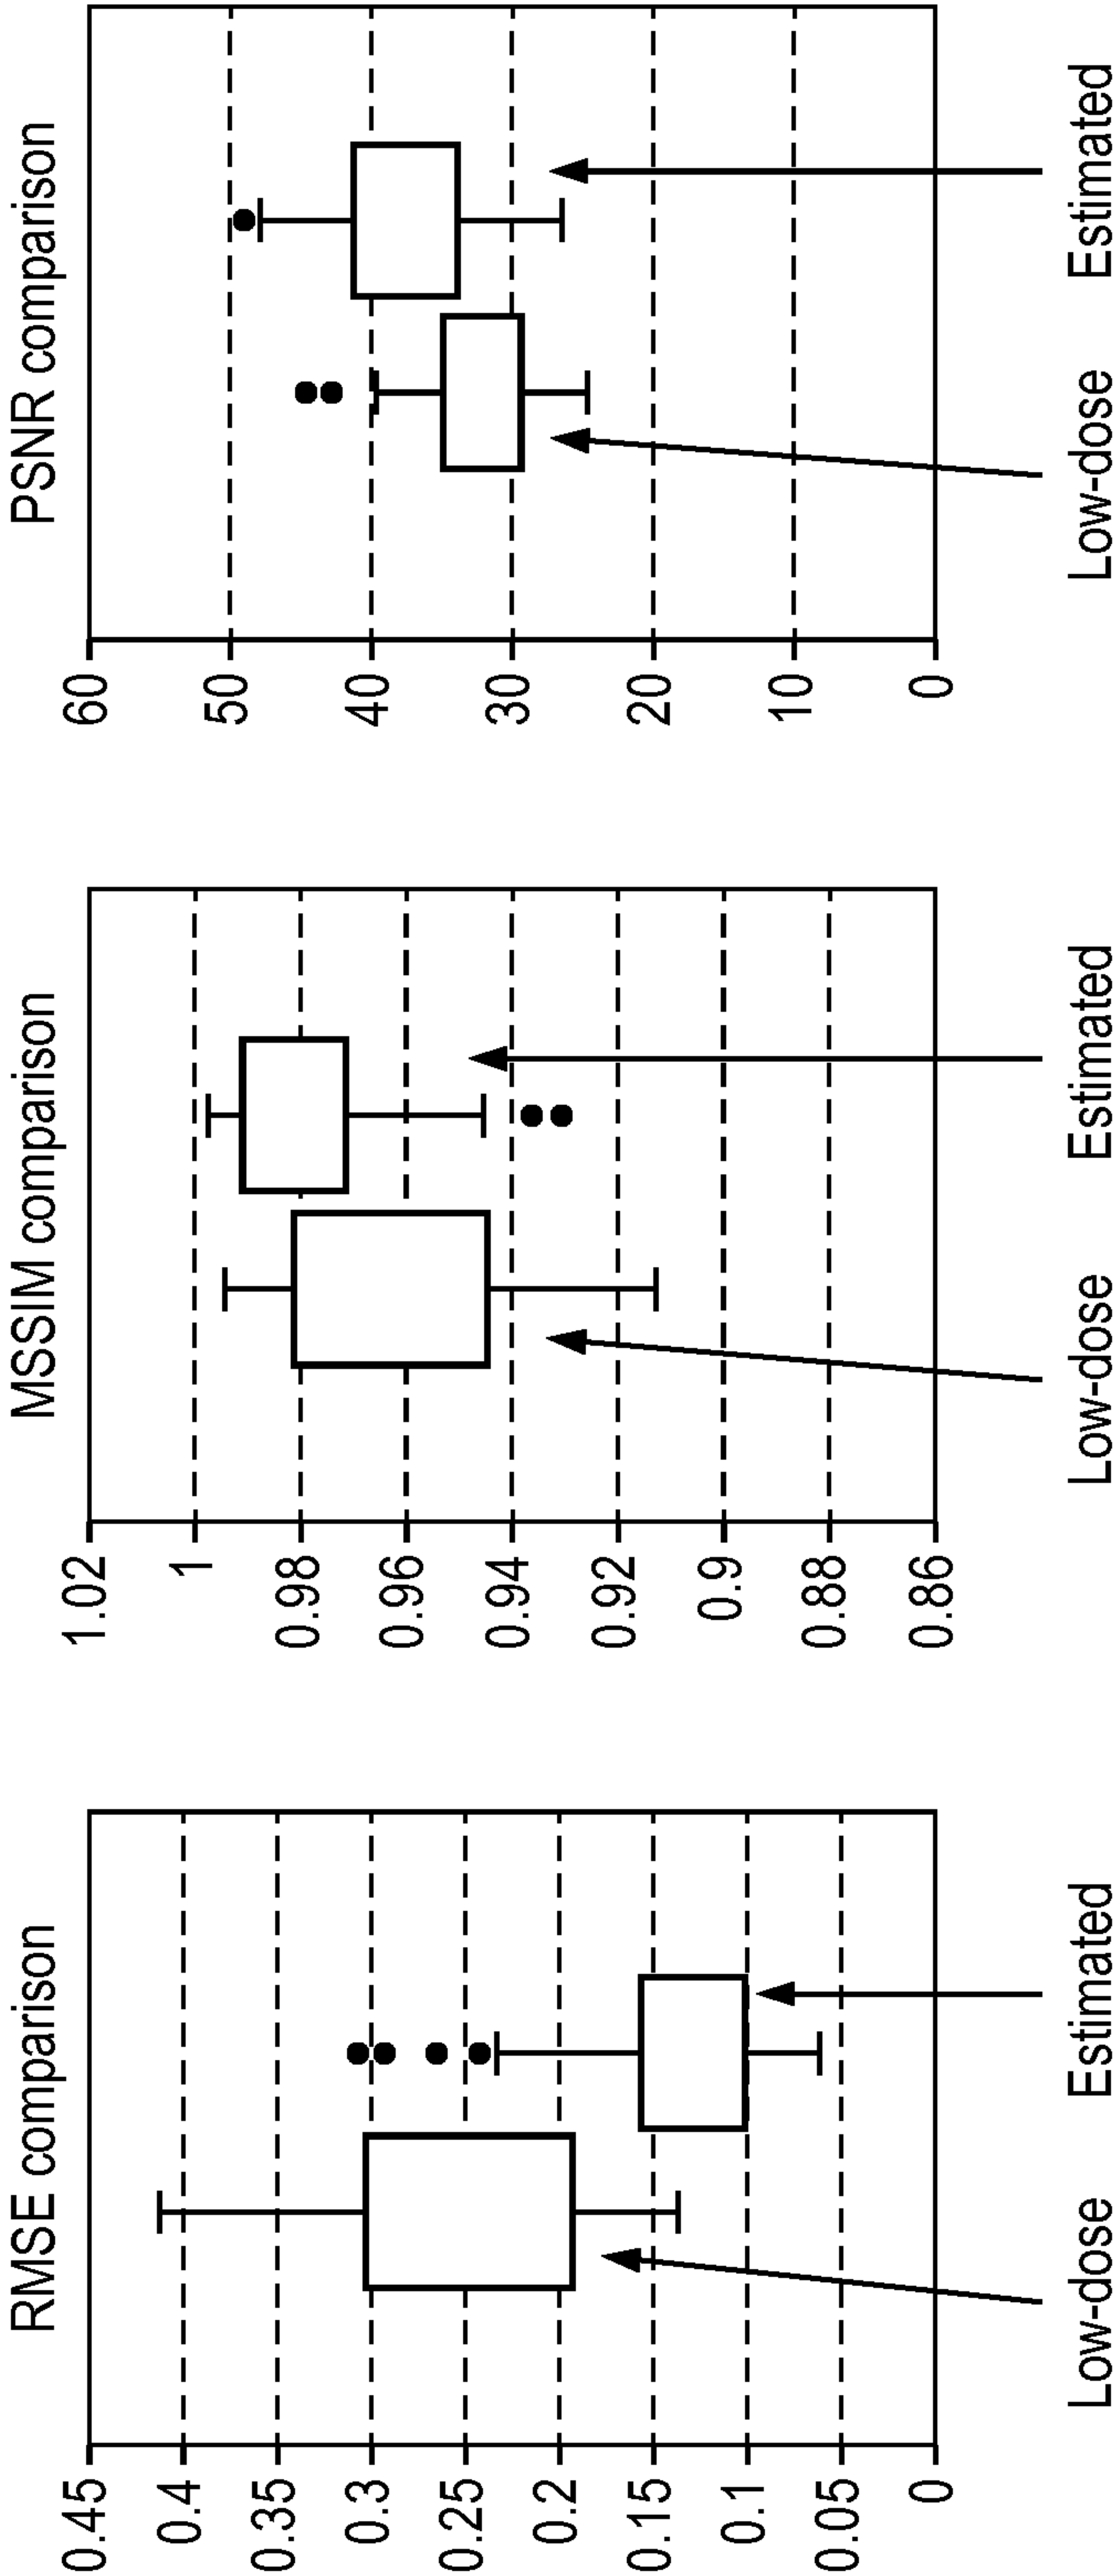 RMSE comparison
0.45
0.4
0.35
0.3
0.25
0.2
0.15
0.1
0.05
0
Low-dose
Estimated
MSSIM comparison
1.02
1
0.98
0.96
0.94
0.92
0.9
0.88
0.86
Low-dose
Estimated
PSNR comparison
60
50
40
30
20
10
0
Low-dose
Estimated